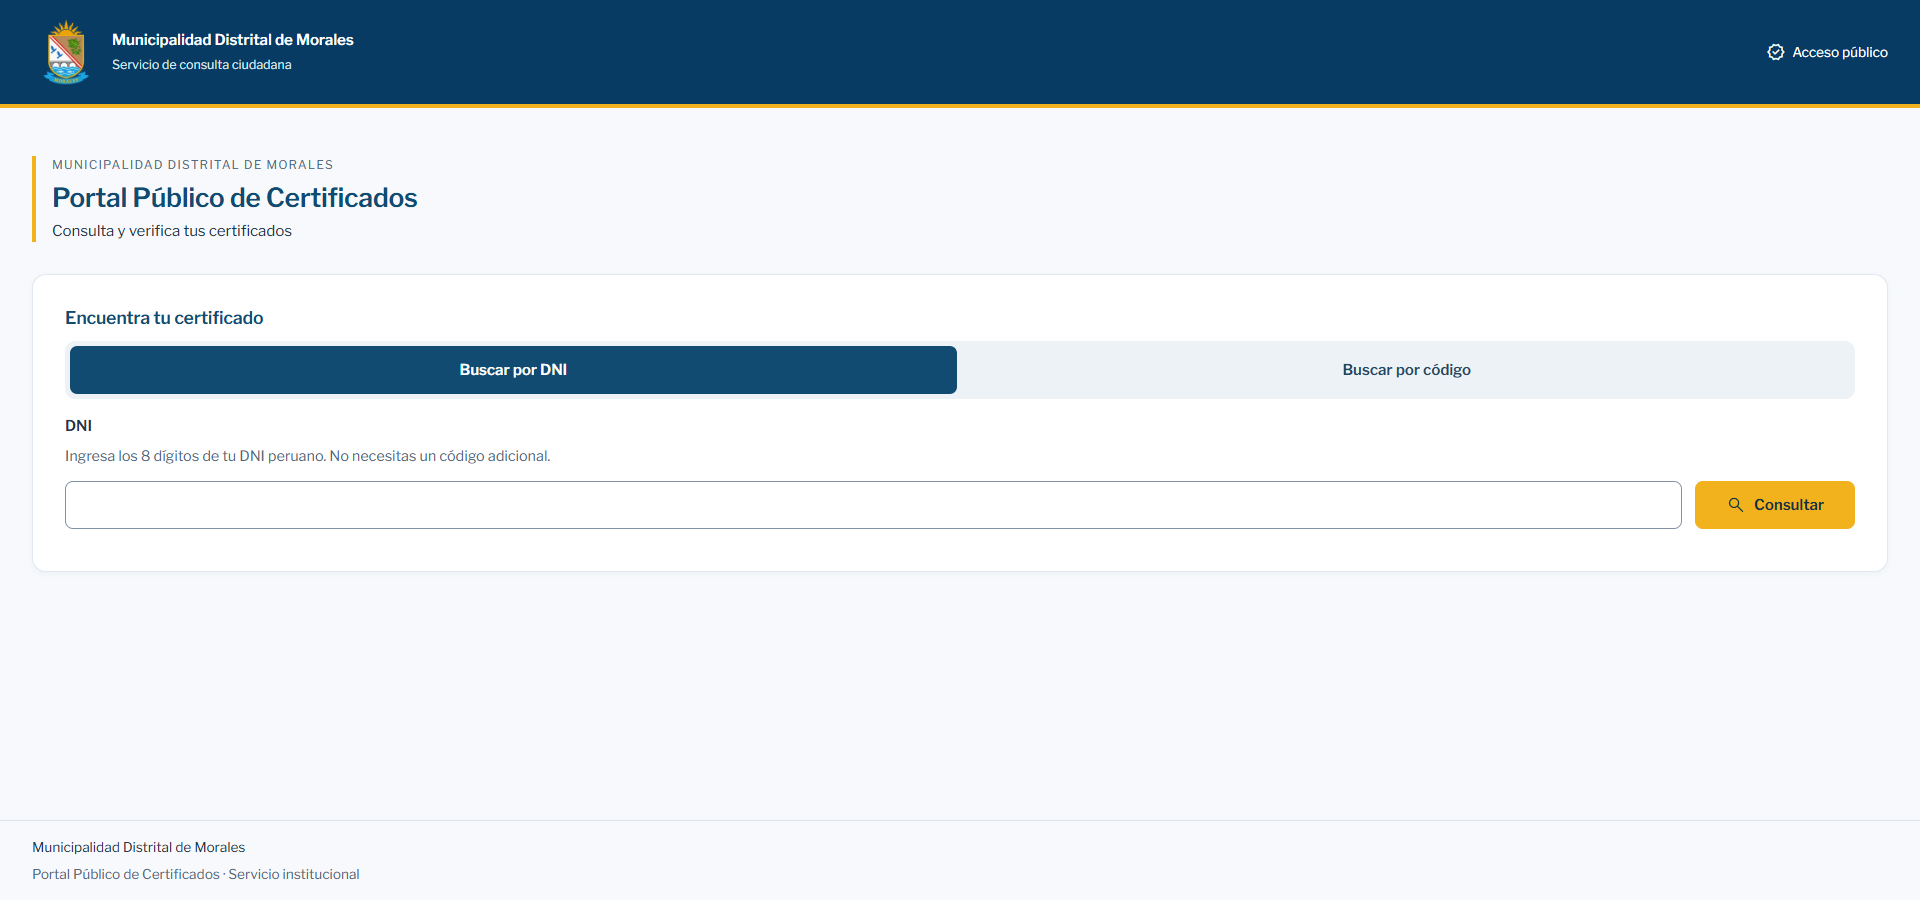 Municipalidad Distrital de Morales
Servicio de consulta ciudadana
Acceso público
MUNICIPALIDAD DISTRITAL DE MORALES
Portal Público de Certificados
Consulta y verifica tus certificados
Encuentra tu certificado
Buscar por DNI
Buscar por código
DNI
Ingresa los 8 dígitos de tu DNI peruano. No necesitas un código adicional.
Consultar
Municipalidad Distrital de Morales
Portal Público de Certificados · Servicio institucional